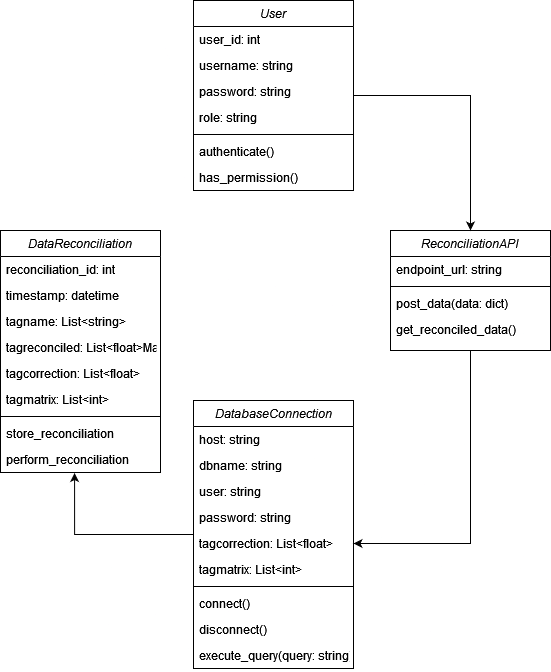 User
user_id: int
username: string
password: string
role: string
authenticate()
has_permission()
DataReconciliation
reconciliation_id: int
timestamp: datetime
tagname: List<string>
tagreconciled: List<float>Ma
tagcorrection: List<float>
tagmatrix: List<int>
store_reconciliation
perform_reconciliation
ReconciliationAPI
endpoint_url: string
post_data(data: dict)
get_reconciled_data()
DatabaseConnection
host: string
dbname: string
user: string
password: string
tagcorrection: List<float>
tagmatrix: List<int>
connect()
disconnect()
execute_query(query: string